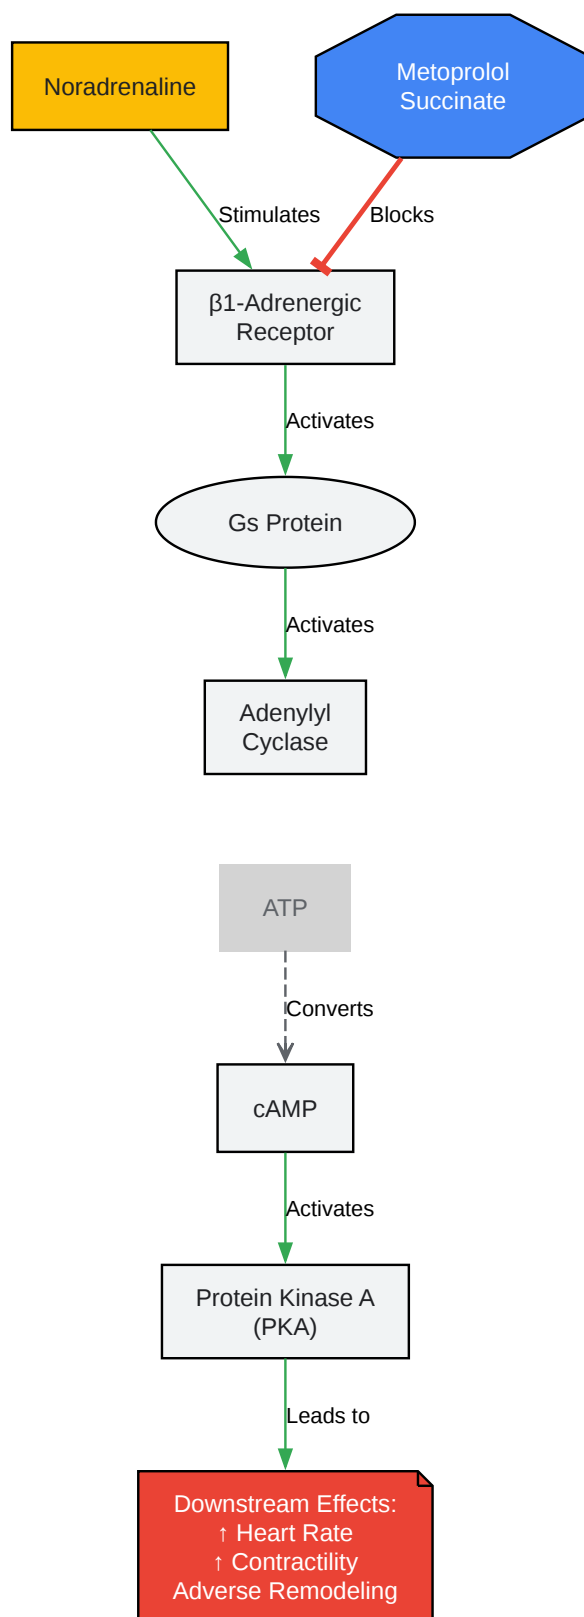 Noradrenaline
Metoprolol
Succinate
Stimulates
Blocks
β1-Adrenergic
Receptor
Activates
Gs Protein
Activates
Adenylyl
Cyclase
ATP
Converts
cAMP
Activates
Protein Kinase A
(PKA)
Leads to
Downstream Effects:
↑ Heart Rate
↑ Contractility
Adverse Remodeling